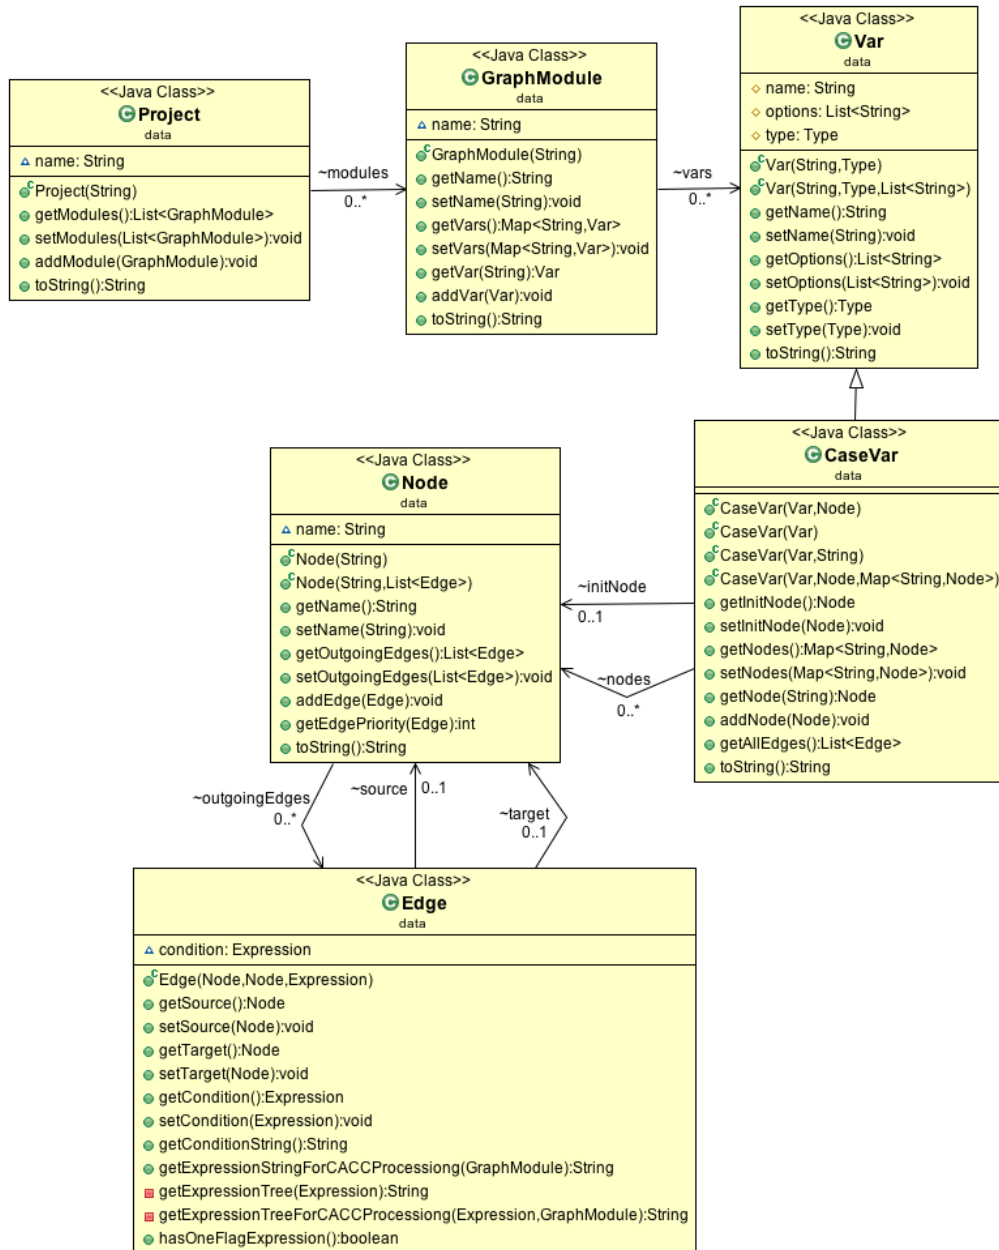 <<Java Class>>
Project
data
name: String
Project(String)
getModules():List<GraphModule>
setModules(List<GraphModule>):void
addModule(GraphModule):void
toString():String
~modules
0..*
<<Java Class>>
GraphModule
data
name: String
GraphModule(String)
getName():String
setName(String):void
getVars():Map<String,Var>
setVars(Map<String,Var>):void
getVar(String):Var
addVar(Var):void
toString():String
~vars
0..*
<<Java Class>>
Var
data
name: String
options: List<String>
type: Type
Var(String,Type)
Var(String,Type,List<String>)
getName():String
setName(String):void
getOptions():List<String>
setOptions(List<String>):void
getType():Type
setType(Type):void
toString():String
<<Java Class>>
CaseVar
data
CaseVar(Var,Node)
CaseVar(Var)
CaseVar(Var,String)
CaseVar(Var,Node,Map<String,Node>)
getInitNode():Node
setInitNode(Node):void
getNodes():Map<String,Node>
setNodes(Map<String,Node>):void
getNode(String):Node
addNode(Node):void
getAllEdges():List<Edge>
toString():String
~initNode
0..1
~nodes
0..*
<<Java Class>>
Node
data
name: String
Node(String)
Node(String,List<Edge>)
getName():String
setName(String):void
getOutgoingEdges():List<Edge>
setOutgoingEdges(List<Edge>):void
addEdge(Edge):void
getEdgePriority(Edge):int
toString():String
~outgoingEdges
0..*
~source
0..1
~target
0..1
<<Java Class>>
Edge
data
condition: Expression
Edge(Node,Node,Expression)
getSource():Node
setSource(Node):void
getTarget():Node
setTarget(Node):void
getCondition():Expression
setCondition(Expression):void
getConditionString():String
getExpressionStringForCACCProcessiong(GraphModule):String
getExpressionTree(Expression):String
getExpressionTreeForCACCProcessiong(Expression,GraphModule):String
hasOneFlagExpression():boolean